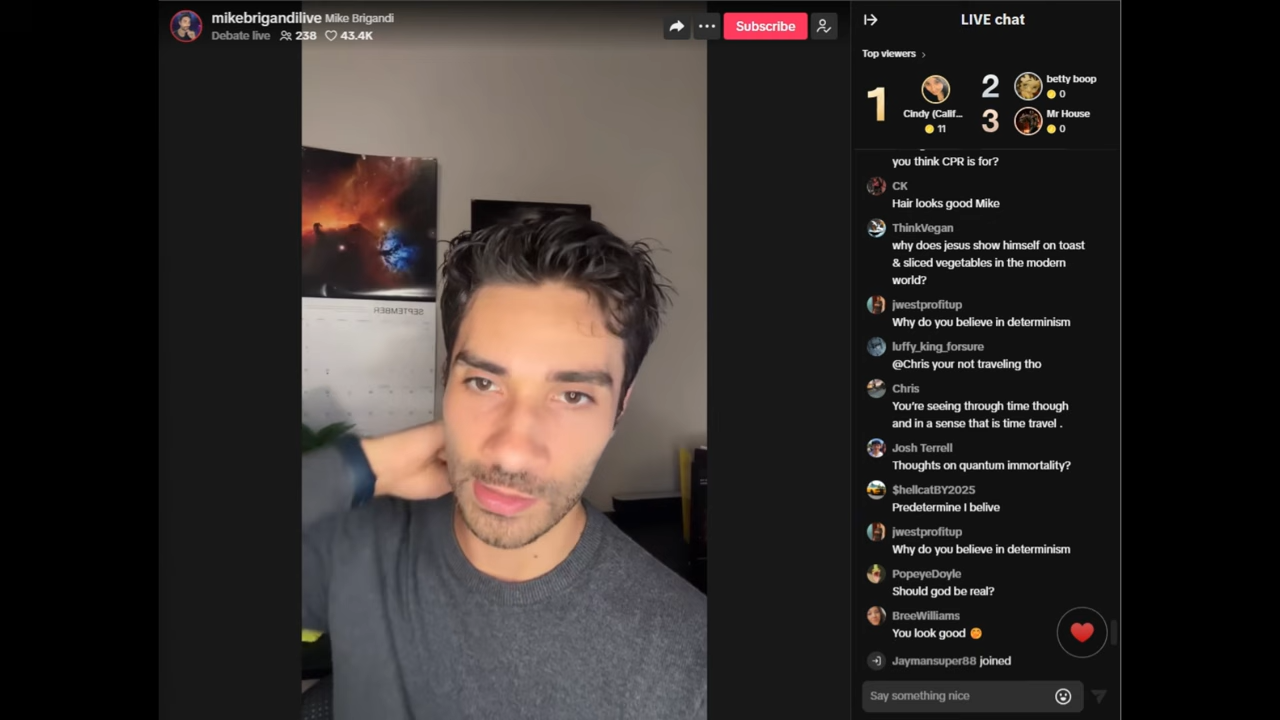 mikebrigandilive Mike Brigandi
Debate live 238 43.4K
Subscribe
LIVE chat
Top viewers
1
Cindy (Calif...
11
2
betty boop
0
3
Mr House
0
you think CPR is for?
CK
Hair looks good Mike
ThinkVegan
why does jesus show himself on toast
& sliced vegetables in the modern
world?
jwestprofitup
Why do you believe in determinism
luffy_king_forsure
@Chris your not traveling tho
Chris
You're seeing through time though
and in a sense that is time travel .
Josh Terrell
Thoughts on quantum immortality?
$hellcatBY2025
Predetermine I belive
jwestprofitup
Why do you believe in determinism
PopeyeDoyle
Should god be real?
BreeWilliams
You look good
Jaymansuper88 joined
Say something nice
SEPTEMBER